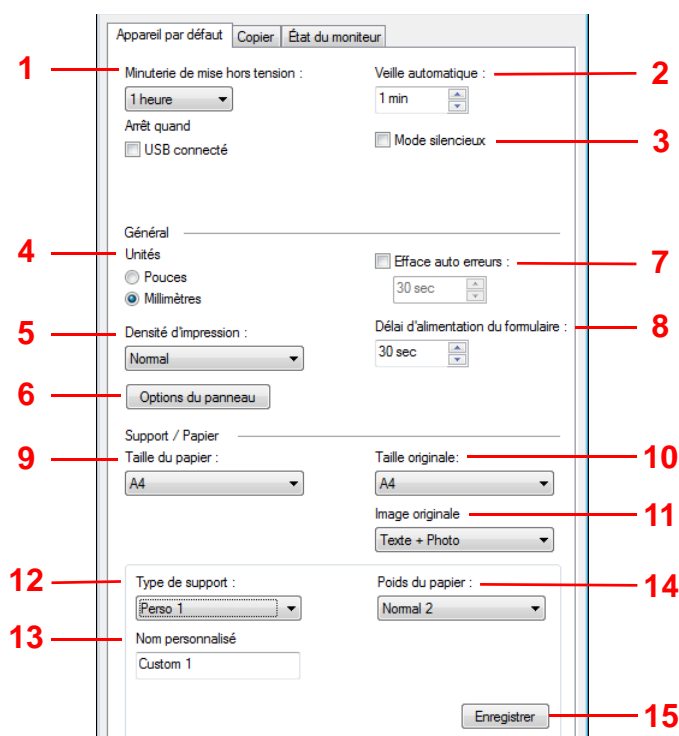 Appareil par défaut Copier État du moniteur
1 Minuterie de mise hors tension : Veille automatique : 2
1 heure 1 min
Arrêt quand
USB connecté Mode silencieux 3
Général
4 Unités Efface auto erreurs : 7
Pouces 30 sec
Millimètres
5 Densité d'impression : Délai d'alimentation du formulaire : 8
Normal 30 sec
6 Options du panneau
Support / Papier
9 Taille du papier : Taille originale: 10
A4 A4
Image originale 11
Texte + Photo
12 Type de support : Poids du papier : 14
Perso 1 Normal 2
13 Nom personnalisé
Custom 1
Enregistrer 15